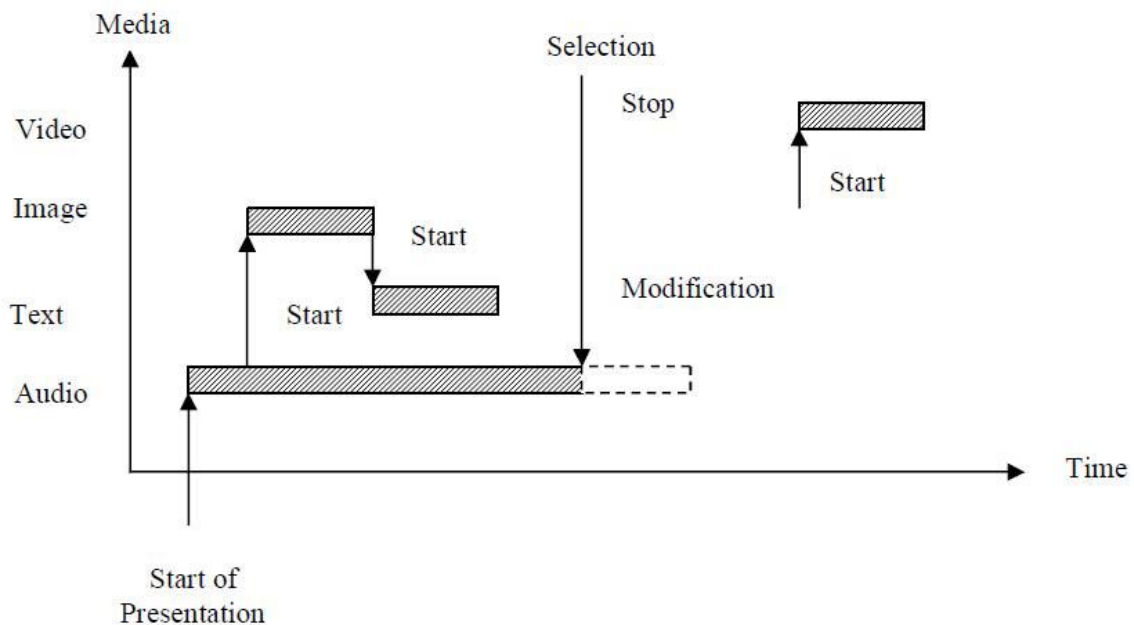 Media
Selection
Stop
Video
Start
Image
Start
Modification
Text
Start
Audio
Time
Start of
Presentation